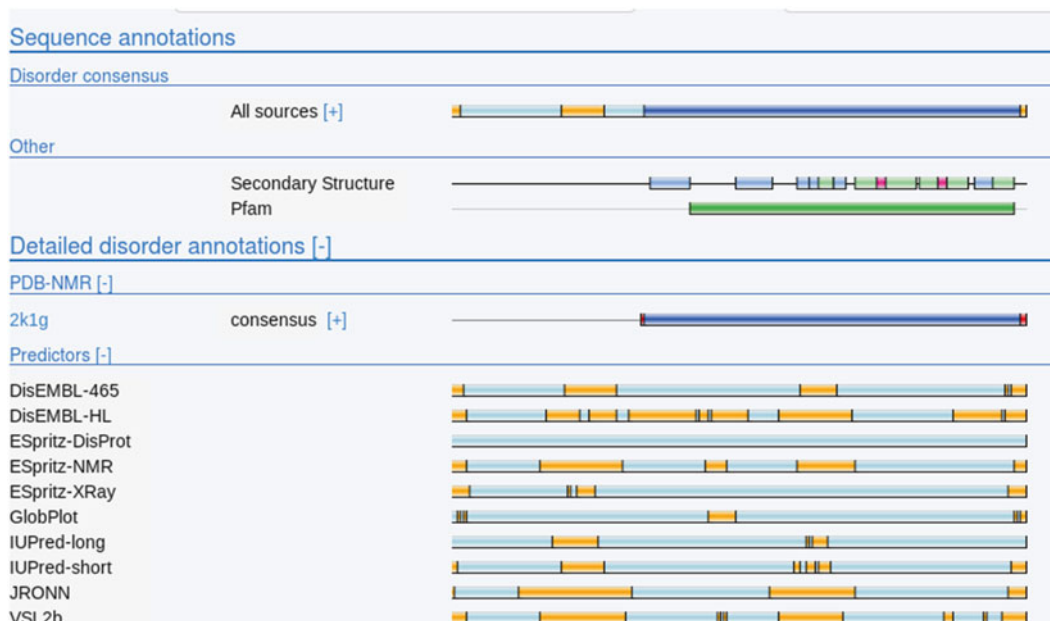 Sequence annotations
Disorder consensus
All sources [+]
Other
Secondary Structure
Pfam
Detailed disorder annotations [-]
PDB-NMR [-]
2k1g consensus [+]
Predictors [-]
DisEMBL-465
DisEMBL-HL
ESpritz-DisProt
ESpritz-NMR
ESpritz-XRay
GlobPlot
IUPred-long
IUPred-short
JRONN
VSL2b